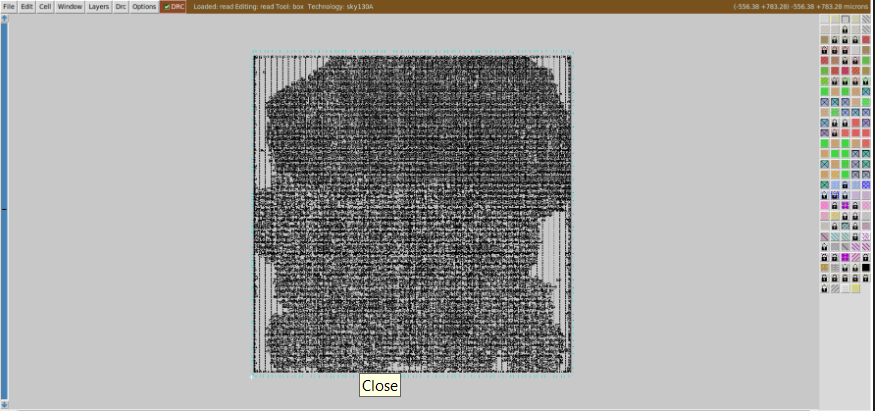 File Edit Cell Window Layers Drc Options DRC Loaded: read Editing: read Tool: box Technology: sky130A (-556.38 +783.28) -556.38 +783.28 microns
Close